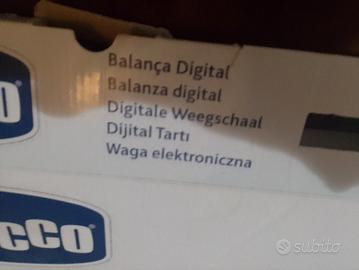 Balança Digital
Balanza digital
Digitale Weegschaal
Dijital Tartı
Waga elektroniczna
O
CCO
subito